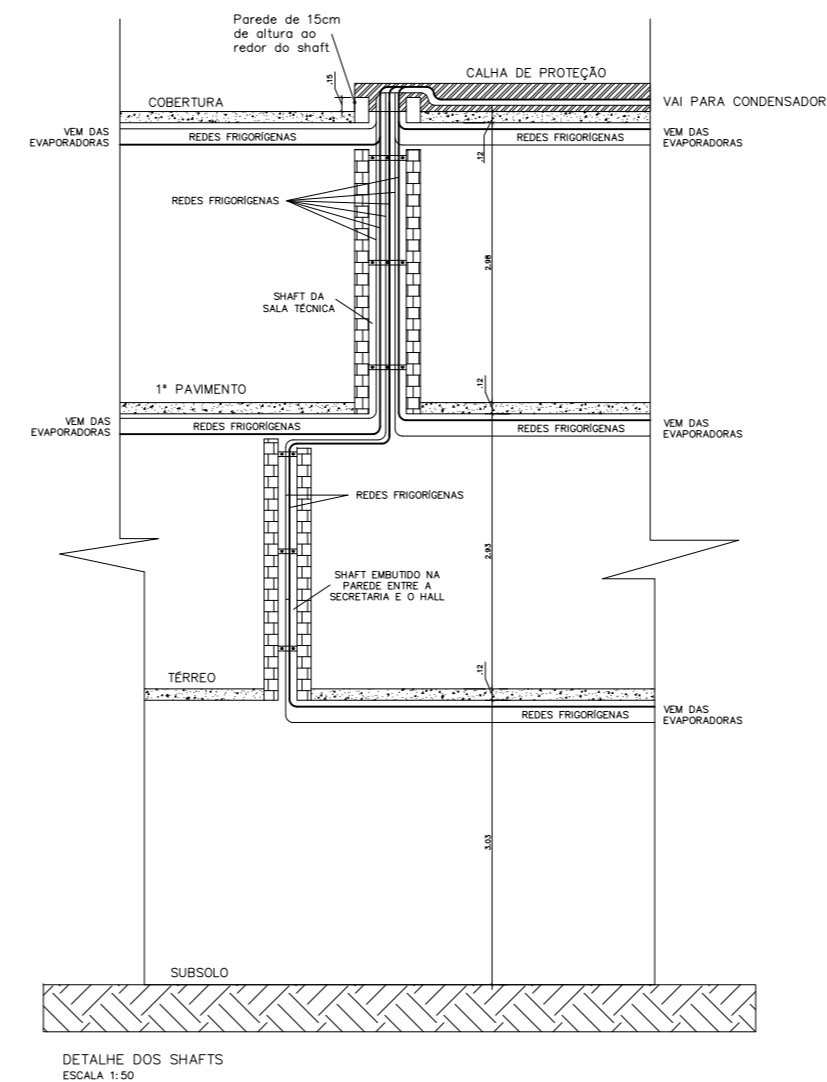 Parede de 15cm
de altura ao
redor do shaft
.15
CALHA DE PROTEÇÃO
COBERTURA
VAI PARA CONDENSADOR
VEM DAS
EVAPORADORAS
REDES FRIGORÍGENAS
REDES FRIGORÍGENAS
VEM DAS
EVAPORADORAS
.12
REDES FRIGORÍGENAS
2.98
SHAFT DA
SALA TÉCNICA
1º PAVIMENTO
.12
VEM DAS
EVAPORADORAS
REDES FRIGORÍGENAS
REDES FRIGORÍGENAS
VEM DAS
EVAPORADORAS
REDES FRIGORÍGENAS
2.93
SHAFT EMBUTIDO NA
PAREDE ENTRE A
SECRETARIA E O HALL
TÉRREO
.12
REDES FRIGORÍGENAS
VEM DAS
EVAPORADORAS
3.03
SUBSOLO
DETALHE DOS SHAFTS
ESCALA 1:50